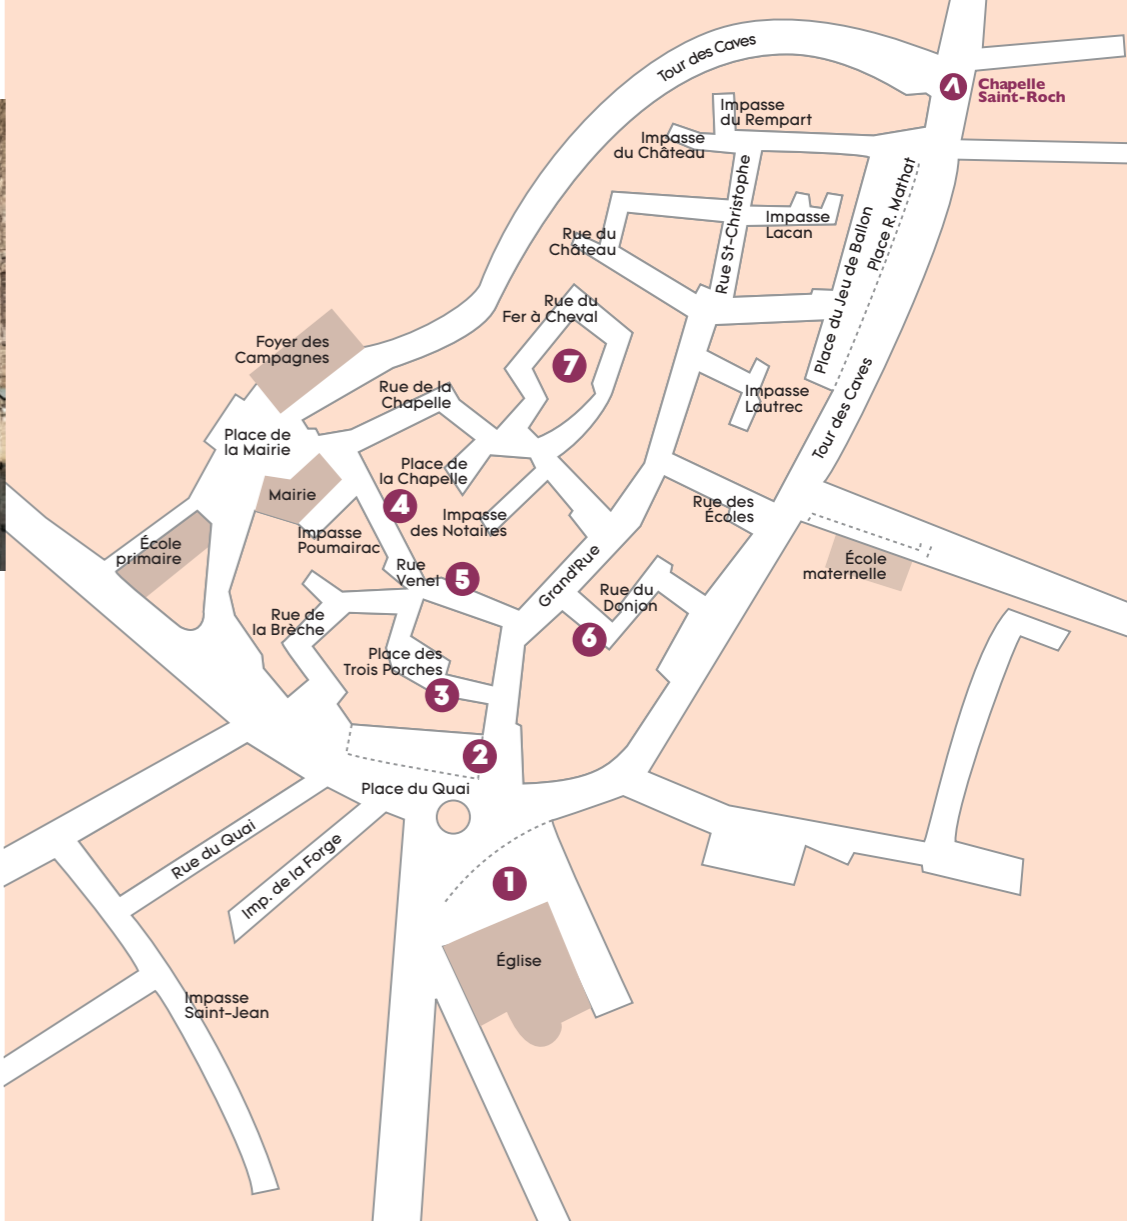 Tour des Caves
Chapelle
Saint-Roch
Impasse
du Rempart
Impasse
du Château
Rue St-Christophe
Place R. Mathat
Place du Jeu de Ballon
Impasse
Lacan
Rue du
Château
Rue du
Fer à Cheval
7
Foyer des
Campagnes
Rue de la
Chapelle
Impasse
Lautrec
Tour des Caves
Place de
la Mairie
Place de
la Chapelle
Mairie
4
Impasse
des Notaires
Rue des
Écoles
École
primaire
Impasse
Poumairac
École
maternelle
Rue
Venel
5
Grand'Rue
Rue du
Donjon
Rue de
la Brèche
6
Place des
Trois Porches
3
2
Place du Quai
Rue du Quai
Imp. de la Forge
1
Église
Impasse
Saint-Jean